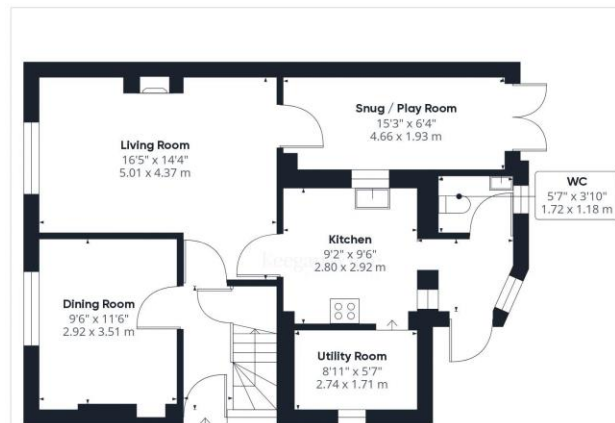 Living Room
16'5" x 14'4"
5.01 x 4.37 m
Snug / Play Room
15'3" x 6'4"
4.66 x 1.93 m
WC
5'7" x 3'10"
1.72 x 1.18 m
Kitchen
9'2" x 9'6"
2.80 x 2.92 m
Dining Room
9'6" x 11'6"
2.92 x 3.51 m
Utility Room
8'11" x 5'7"
2.74 x 1.71 m